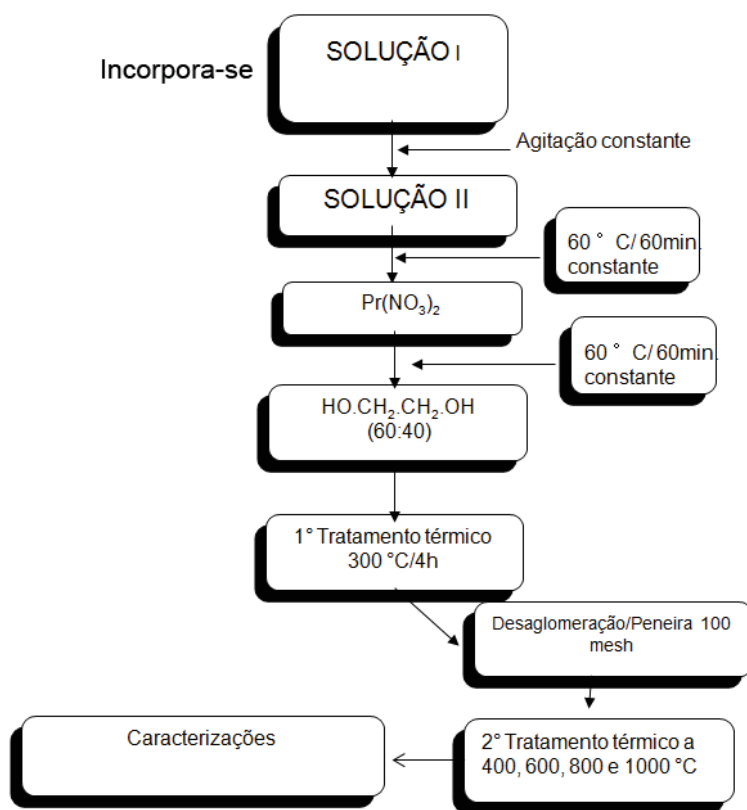 Incorpora-se
SOLUÇÃO I
Agitação constante
SOLUÇÃO II
60 ° C/ 60min.
constante
Pr(NO₃)₂
60 ° C/ 60min.
constante
HO.CH₂.CH₂.OH
(60:40)
1° Tratamento térmico
300 °C/4h
Desaglomeração/Peneira 100
mesh
2° Tratamento térmico a
400, 600, 800 e 1000 °C
Caracterizações